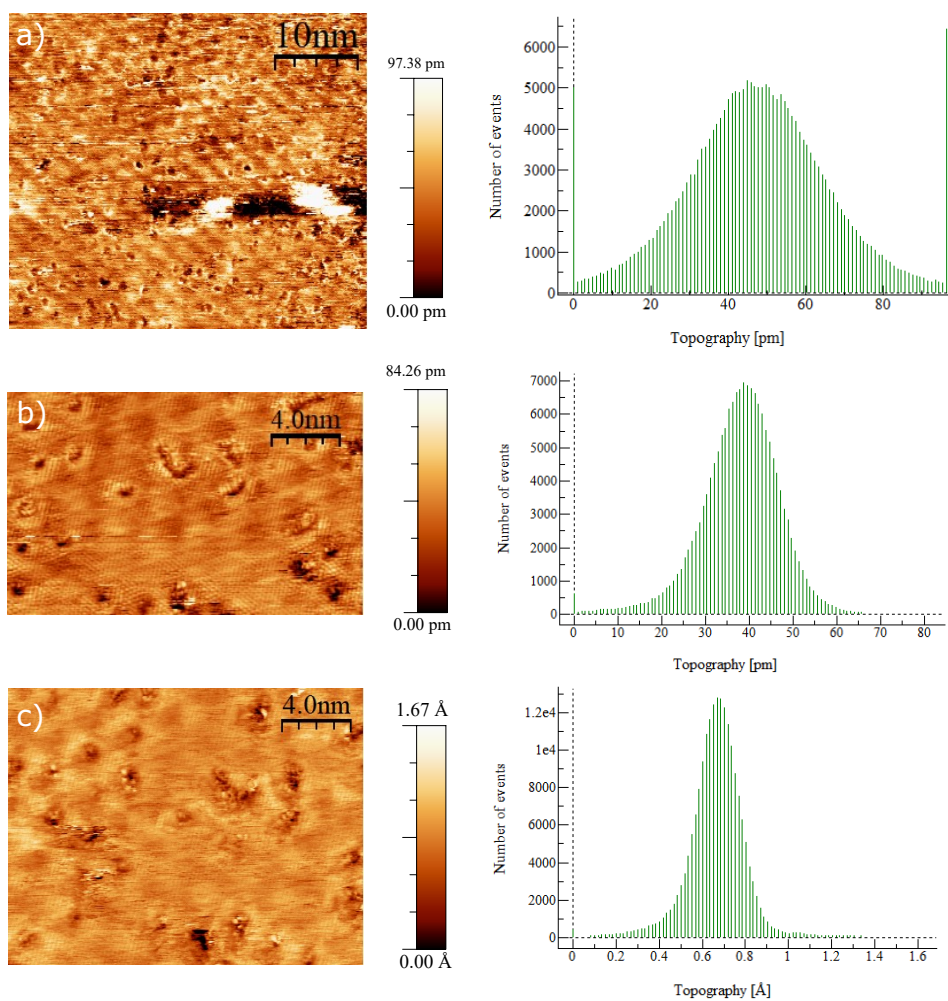 a)
10nm
97.38 pm
0.00 pm
Number of events
6000
5000
4000
3000
2000
1000
0
0 20 40 60 80
Topography [pm]
b)
4.0nm
84.26 pm
0.00 pm
Number of events
7000
6000
5000
4000
3000
2000
1000
0
0 10 20 30 40 50 60 70 80
Topography [pm]
c)
4.0nm
1.67 Å
0.00 Å
Number of events
1.2e4
1e4
8000
6000
4000
2000
0
0 0.2 0.4 0.6 0.8 1 1.2 1.4 1.6
Topography [Å]